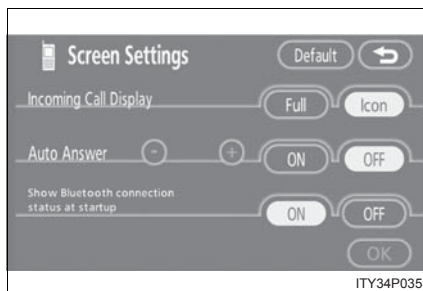 Screen Settings Default
Incoming Call Display Full Icon
Auto Answer - + ON OFF
Show Bluetooth connection
status at startup ON OFF
OK
ITY34P035